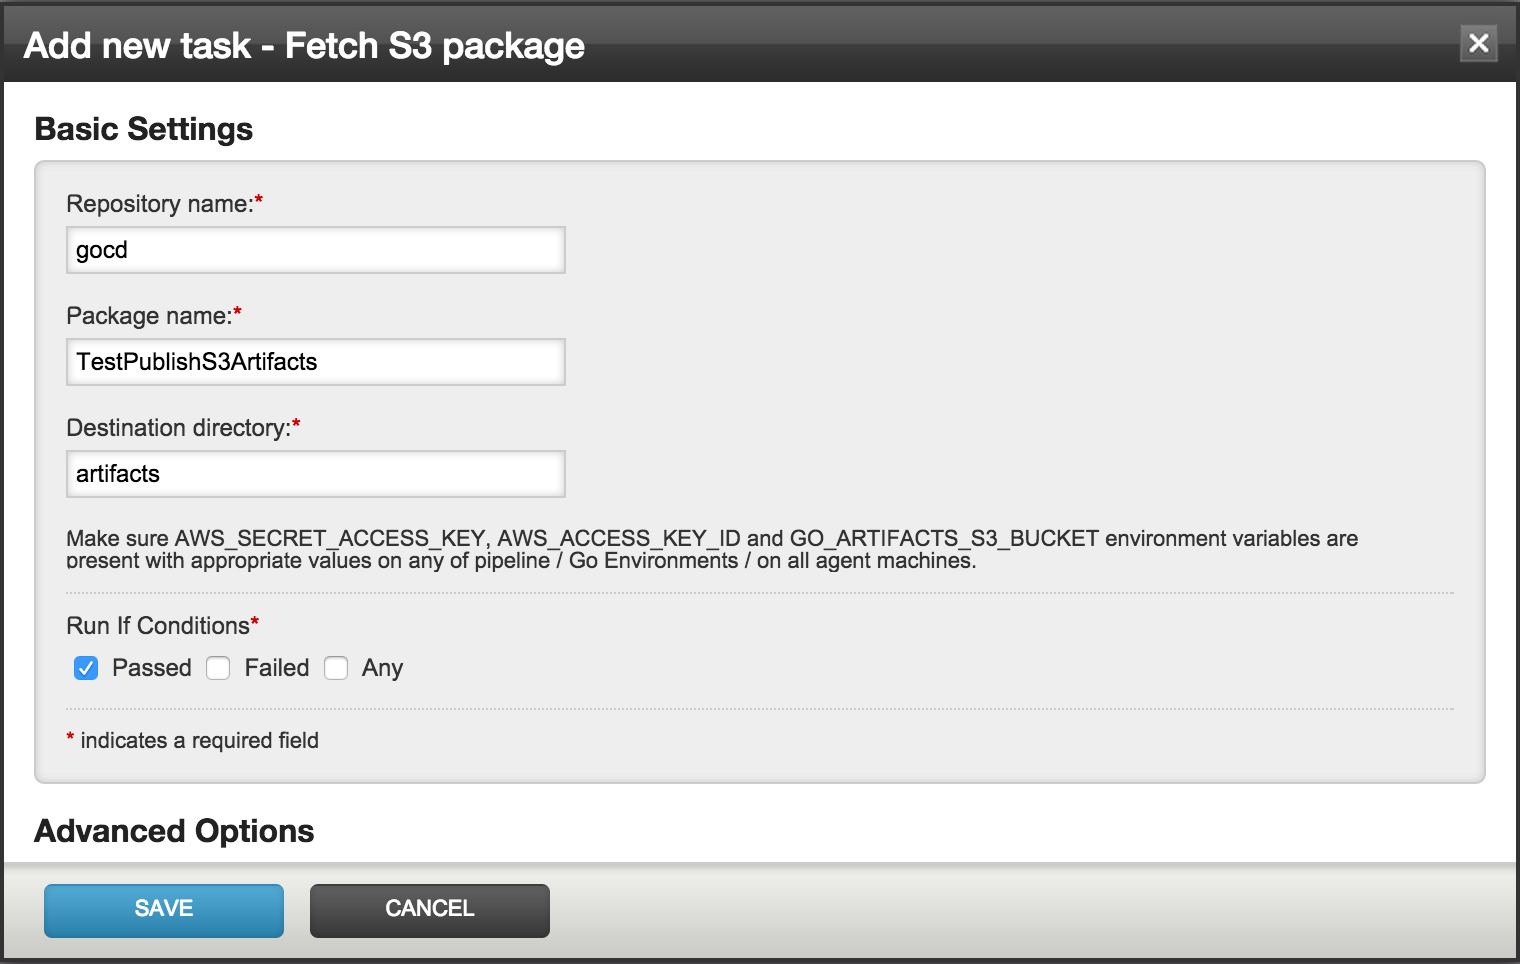 Add new task - Fetch S3 package
Basic Settings
Repository name:*
gocd
Package name:*
TestPublishS3Artifacts
Destination directory:*
artifacts
Make sure AWS_SECRET_ACCESS_KEY, AWS_ACCESS_KEY_ID and GO_ARTIFACTS_S3_BUCKET environment variables are
present with appropriate values on any of pipeline / Go Environments / on all agent machines.
Run If Conditions*
Passed Failed Any
* indicates a required field
Advanced Options
SAVE CANCEL